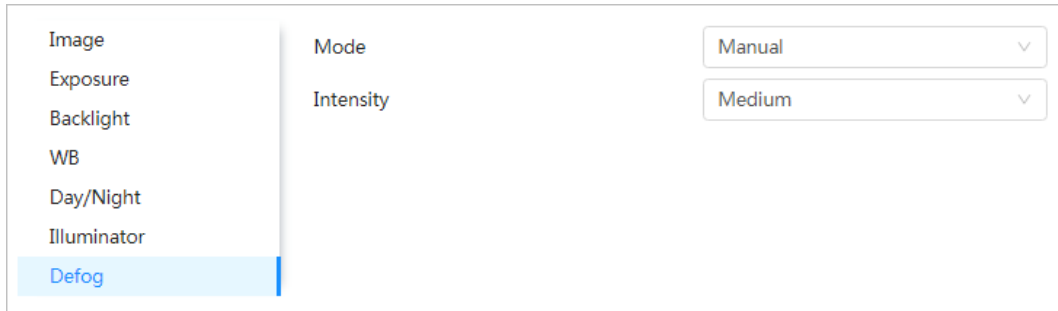 Image
Exposure
Backlight
WB
Day/Night
Illuminator
Defog
Mode
Manual
Intensity
Medium